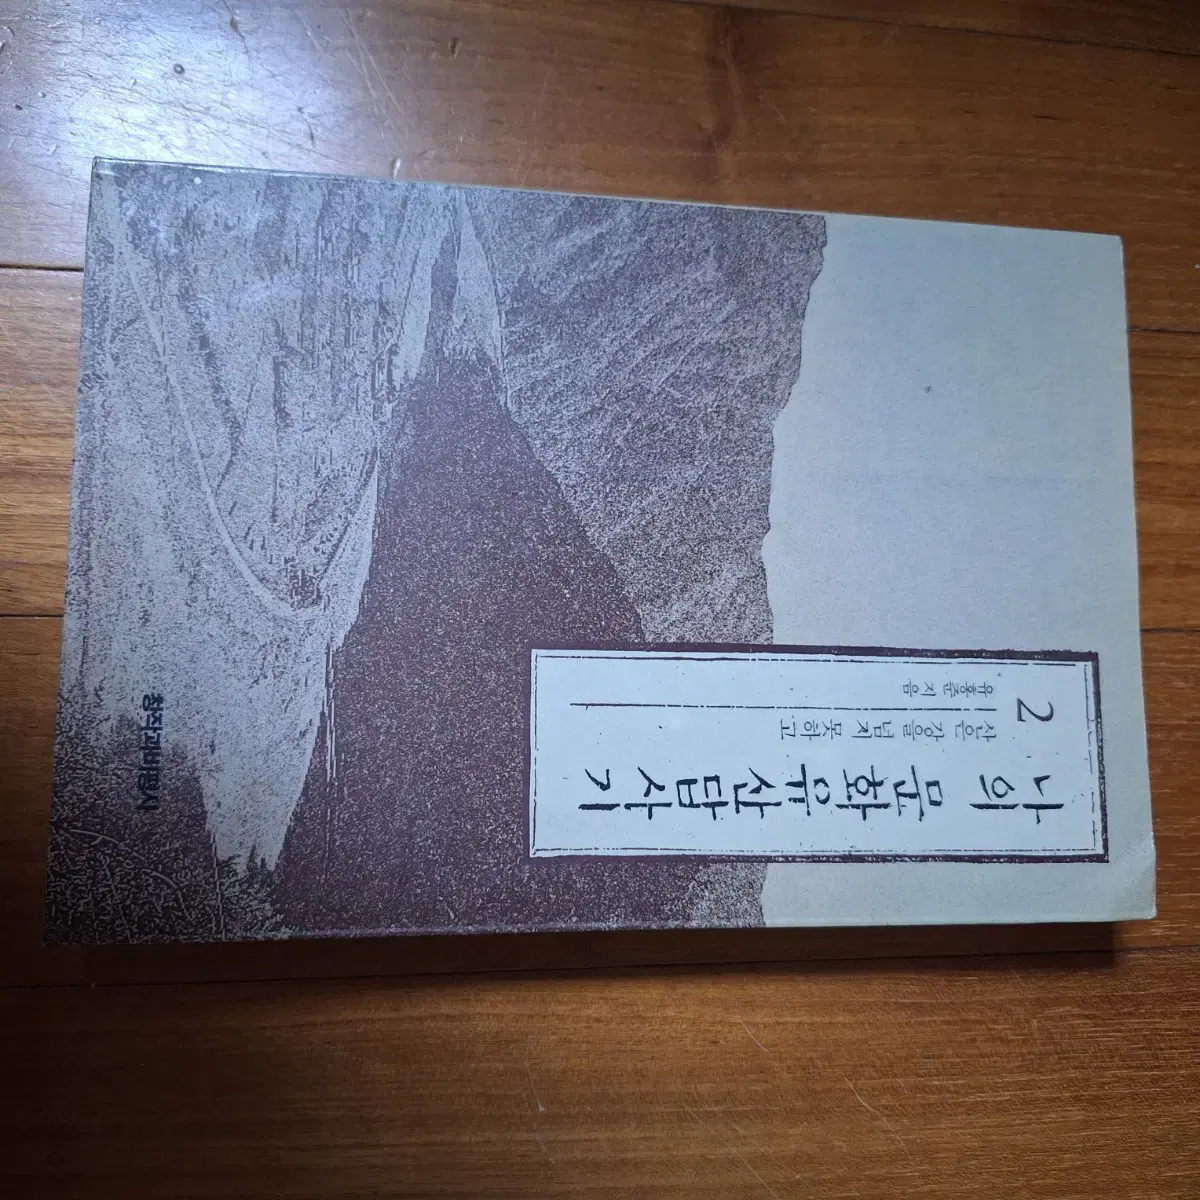 나의 문화유산답사기
2
산은 강을 넘지 못하고
유홍준 지음
창작과비평사